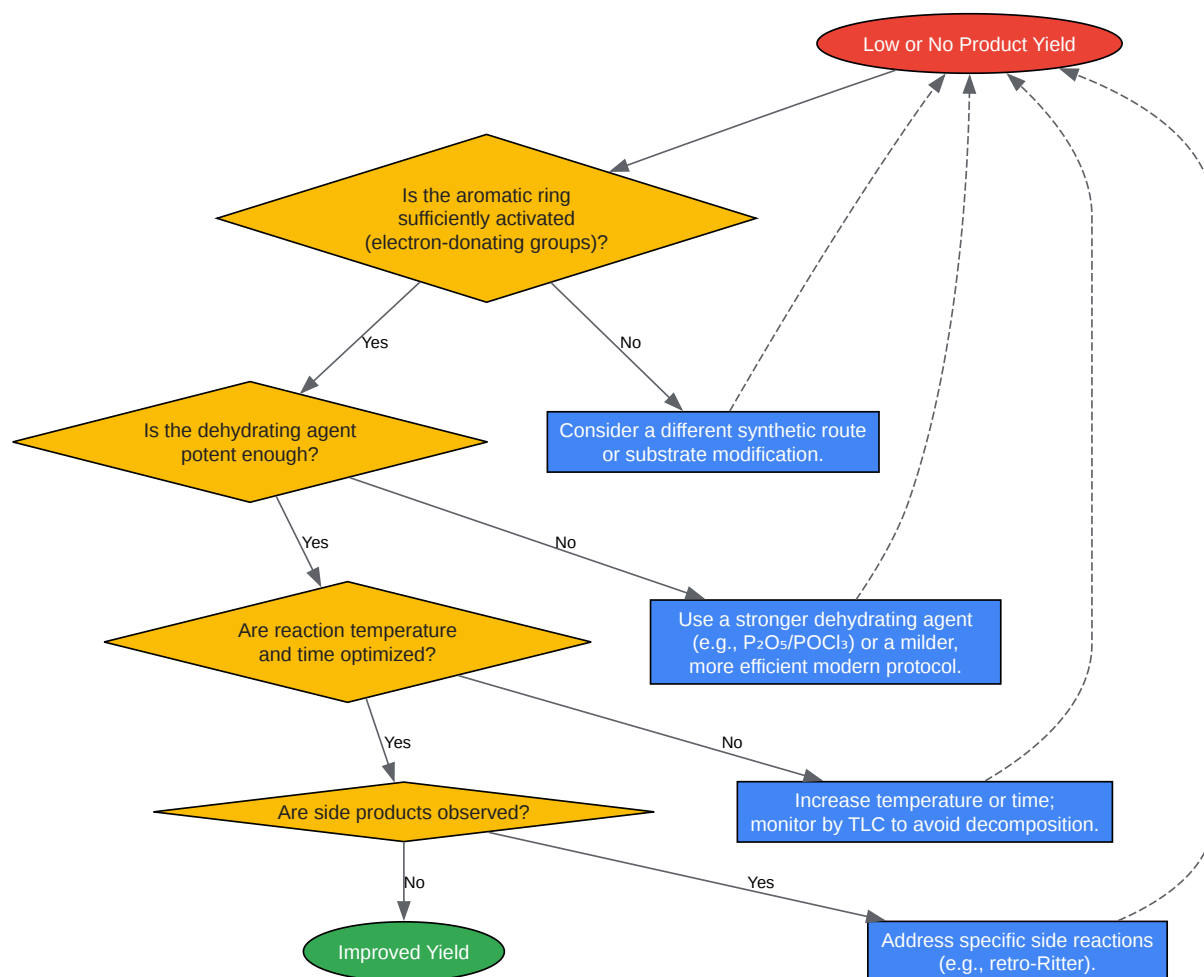 Low or No Product Yield
Is the aromatic ring
sufficiently activated
(electron-donating groups)?
Yes
No
Is the dehydrating agent
potent enough?
Consider a different synthetic route
or substrate modification.
Yes
No
Are reaction temperature
and time optimized?
Use a stronger dehydrating agent
(e.g., P₂O₅/POCl₃) or a milder,
more efficient modern protocol.
Yes
No
Are side products observed?
Increase temperature or time;
monitor by TLC to avoid decomposition.
No
Yes
Improved Yield
Address specific side reactions
(e.g., retro-Ritter).